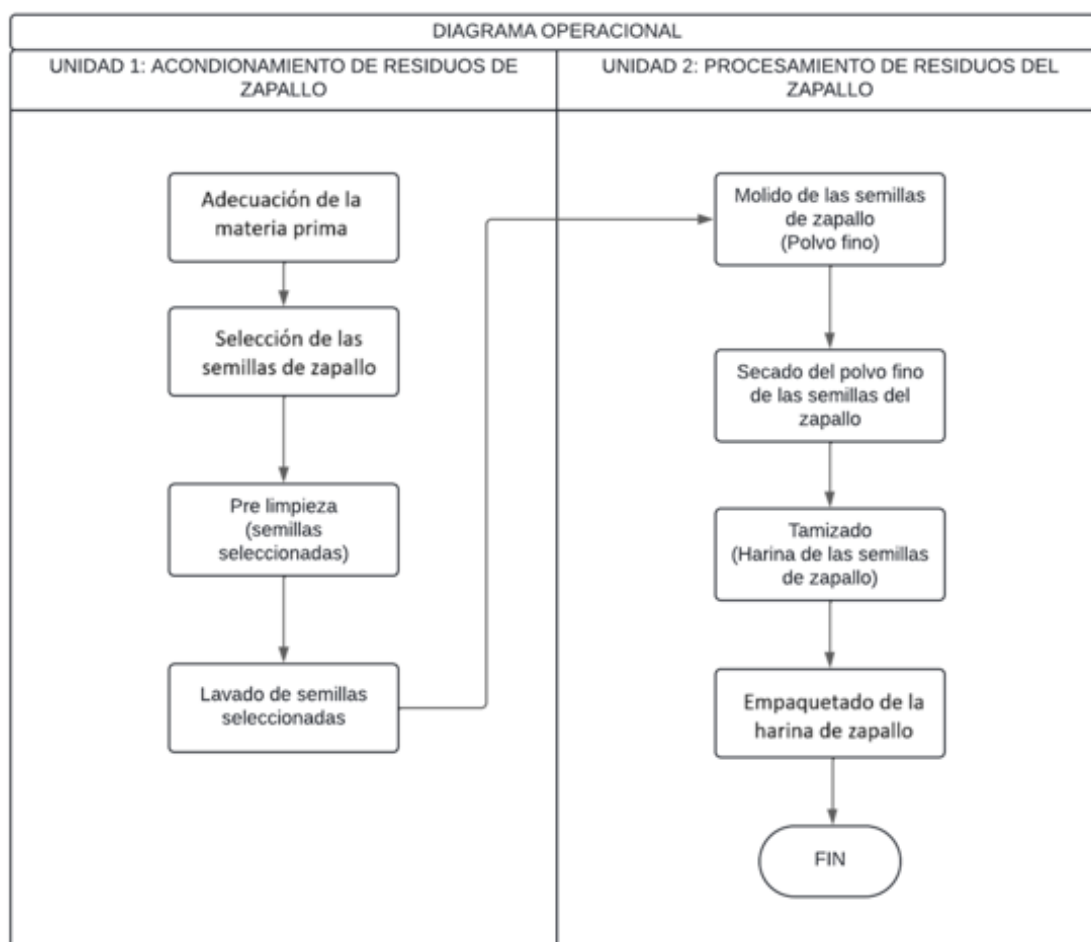 DIAGRAMA OPERACIONAL
UNIDAD 1: ACONDIONAMIENTO DE RESIDUOS DE
ZAPALLO
UNIDAD 2: PROCESAMIENTO DE RESIDUOS DEL
ZAPALLO
Adecuación de la
materia prima
Selección de las
semillas de zapallo
Pre limpieza
(semillas
seleccionadas)
Lavado de semillas
seleccionadas
Molido de las semillas
de zapallo
(Polvo fino)
Secado del polvo fino
de las semillas del
zapallo
Tamizado
(Harina de las semillas
de zapallo)
Empaquetado de la
harina de zapallo
FIN